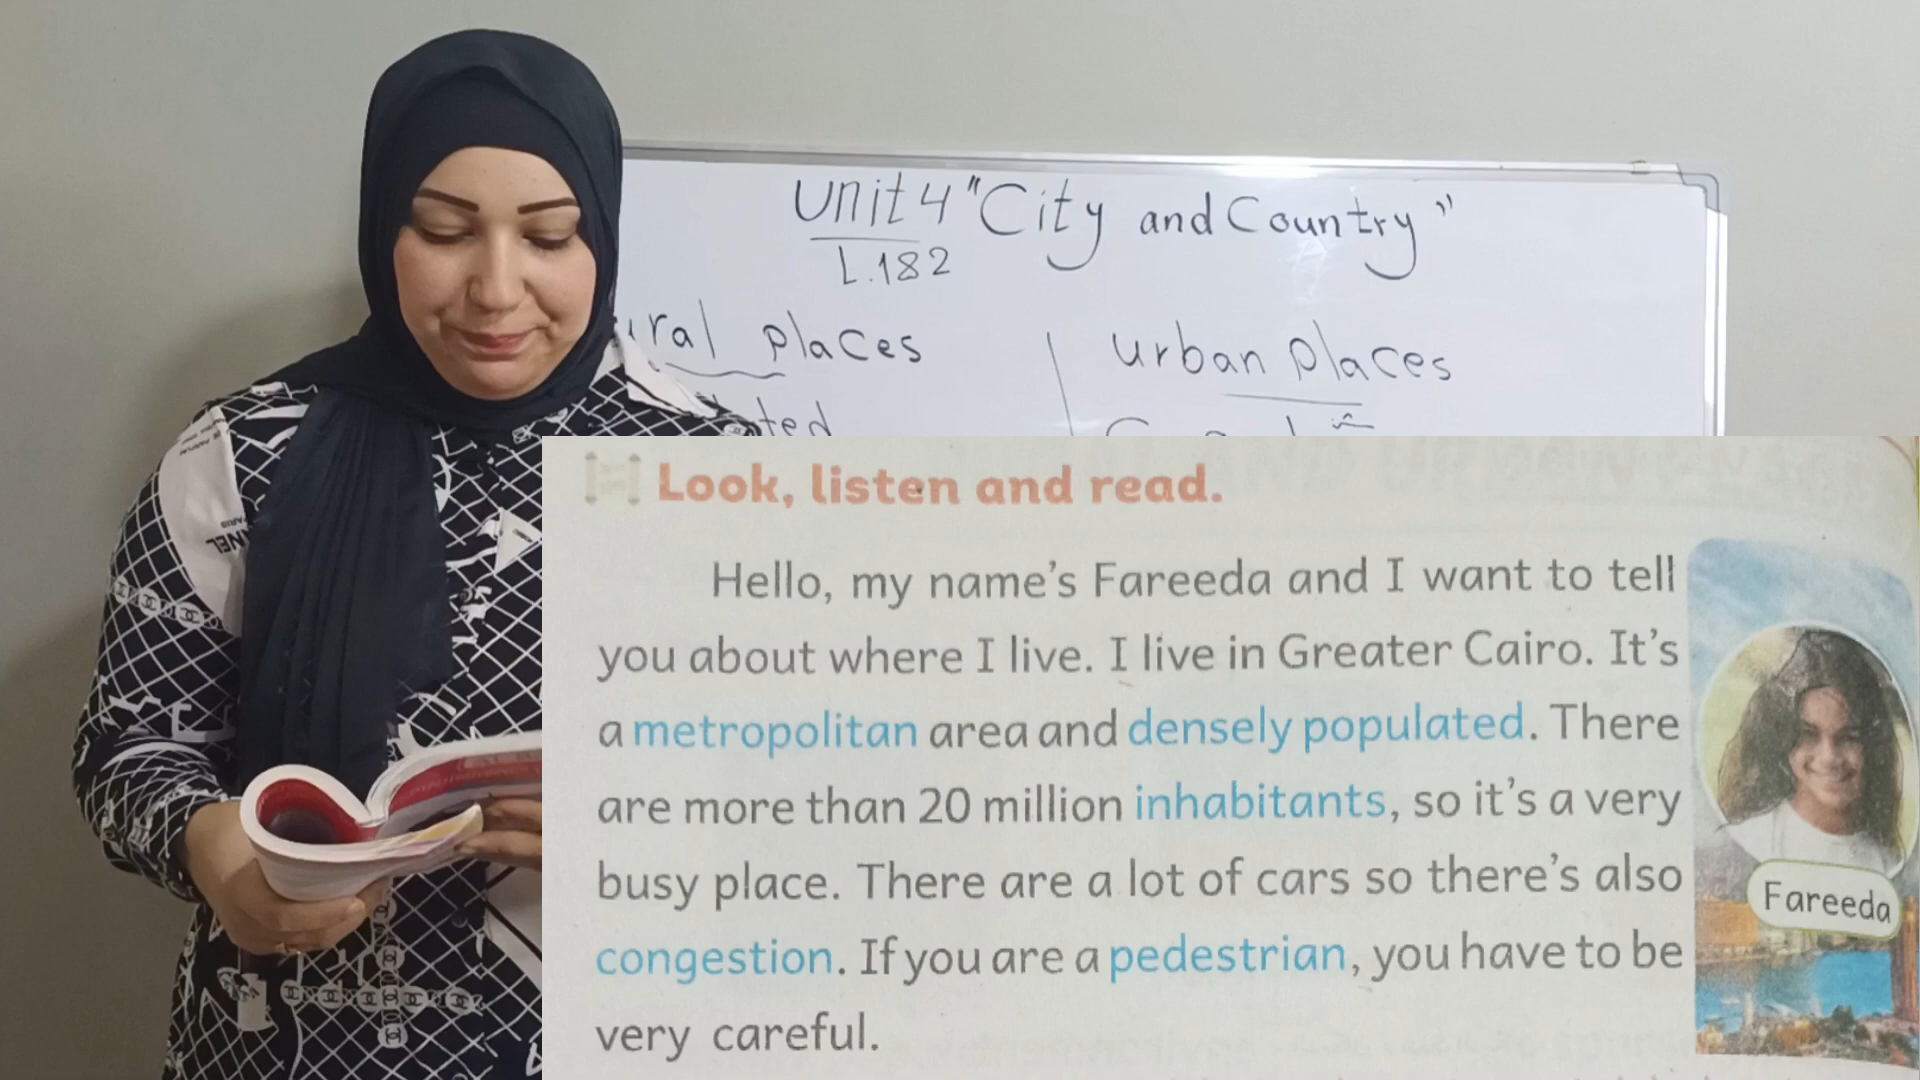 Unit 4 "City and Country"
L.182
places
urban places
Look, listen and read.
Hello, my name's Fareeda and I want to tell
you about where I live. I live in Greater Cairo. It's
a metropolitan area and densely populated. There
are more than 20 million inhabitants, so it's a very
busy place. There are a lot of cars so there's also
congestion. If you are a pedestrian, you have to be
very careful.
Fareeda